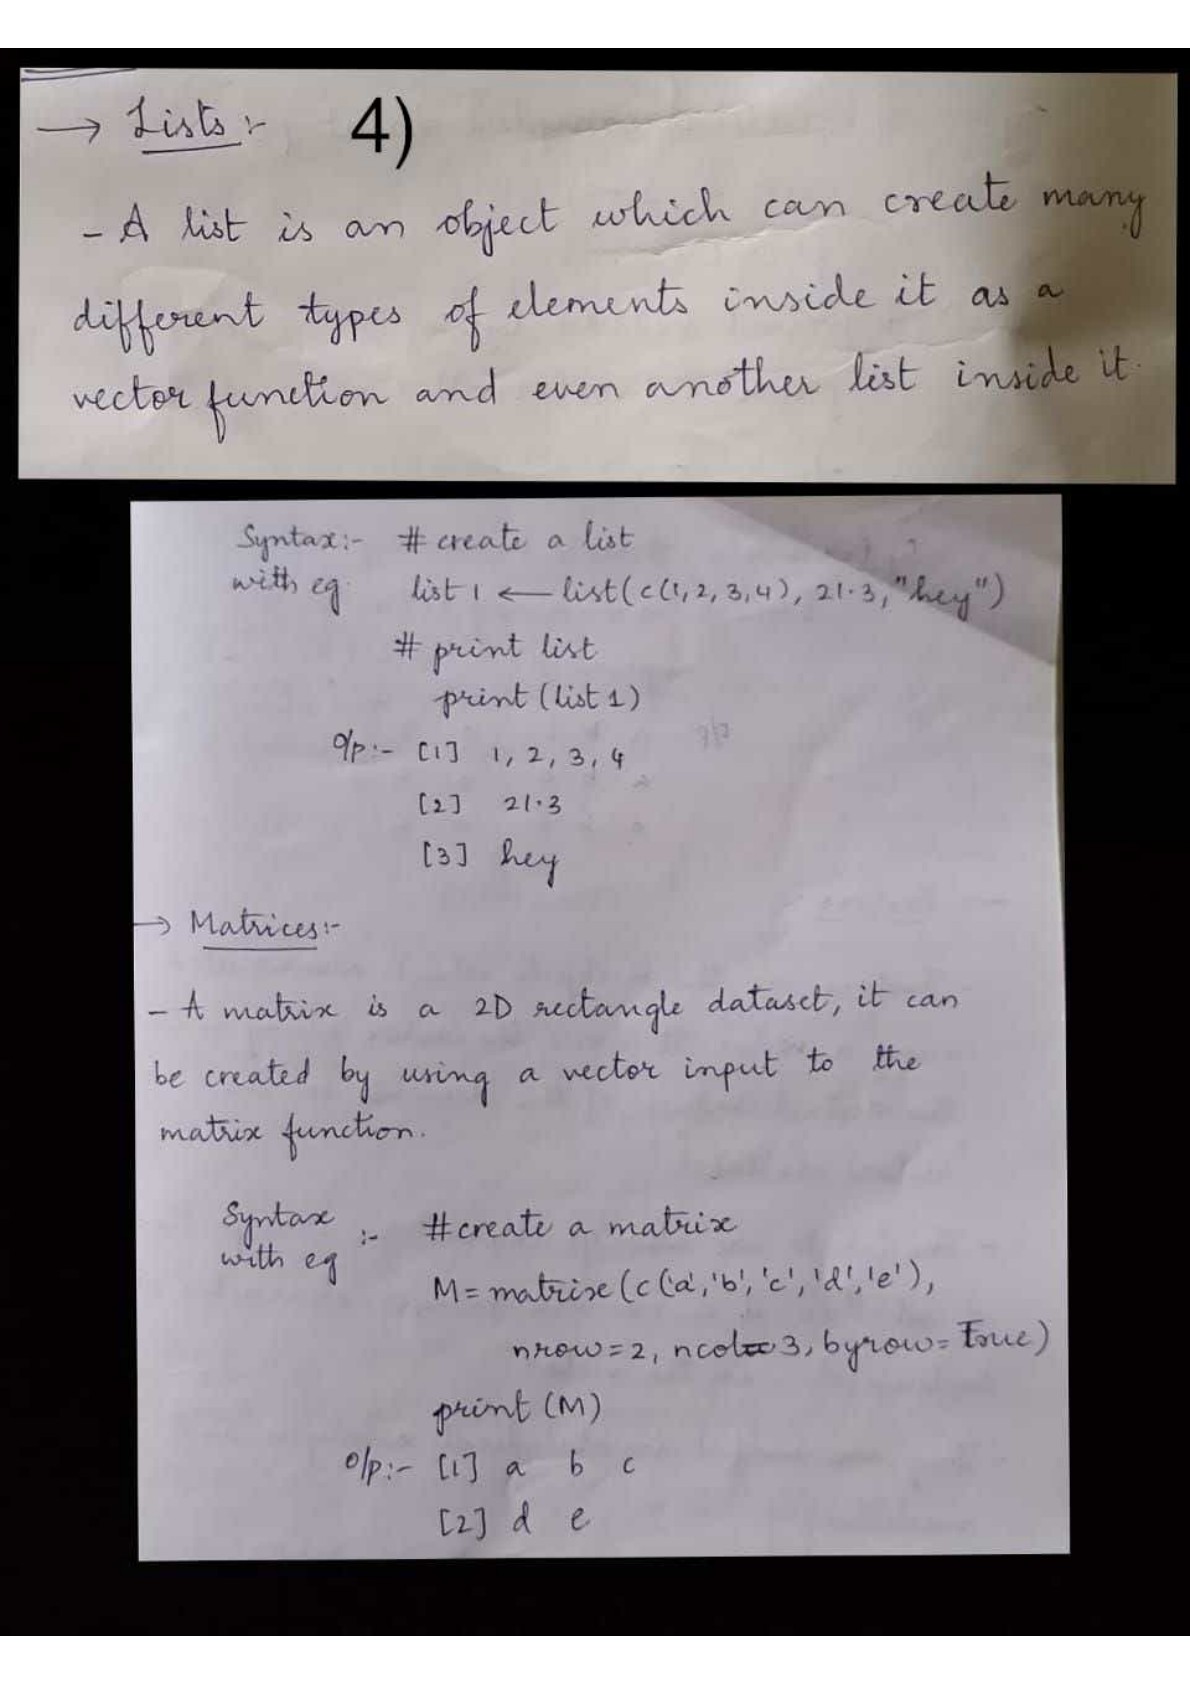 → Lists :- 4)
- A list is an object which can create many
different types of elements inside it as a
vector function and even another list inside it.
Syntax:- # create a list
with eg. list 1 ← list(c(1,2,3,4), 21.3, "hey")
# print list
print (list 1)
o/p:- [1] 1, 2, 3, 4
[2] 21.3
[3] hey
→ Matrices:-
- A matrix is a 2D rectangle dataset, it can
be created by using a vector input to the
matrix function.
Syntax :- #create a matrix
with eg
M= matrix (c('a','b','c','d','e'),
nrow=2, ncol=3, byrow=True)
print (M)
o/p:- [1] a b c
[2] d e